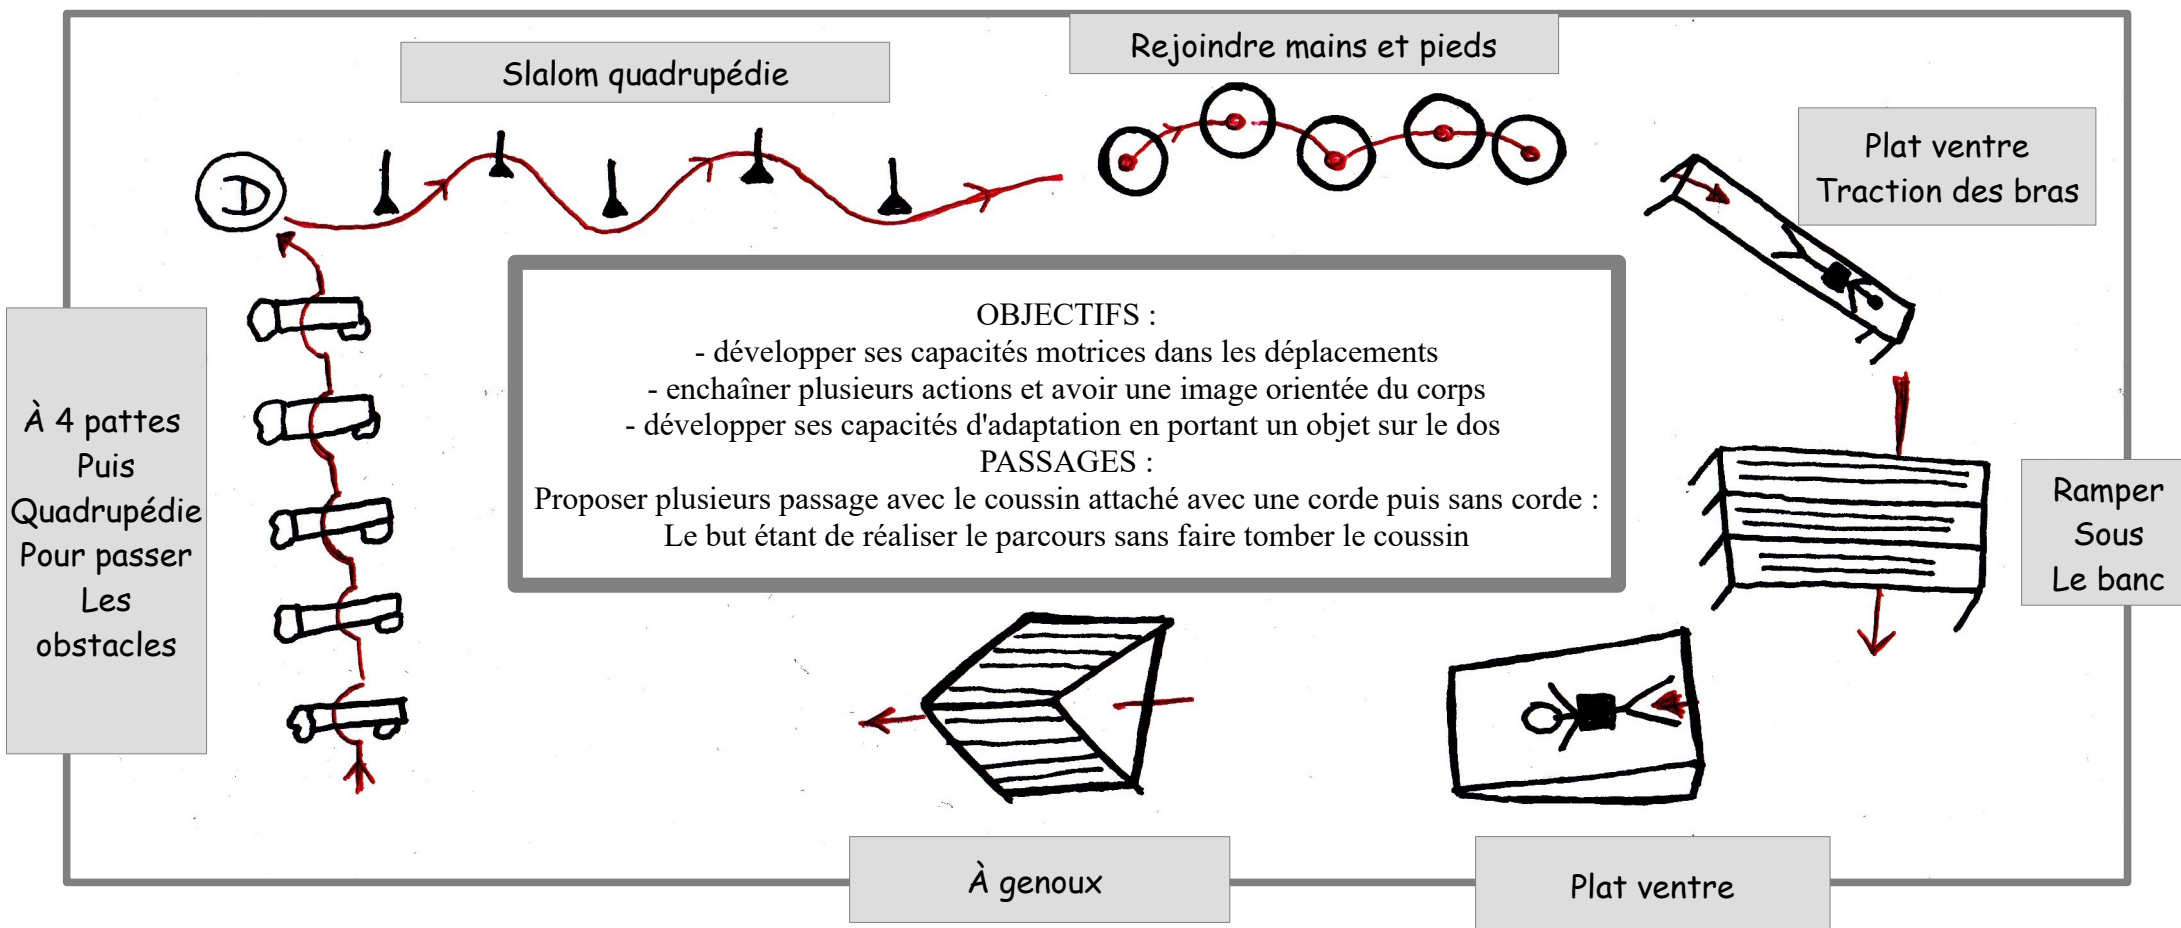 Slalom quadrupédie
Rejoindre mains et pieds
Plat ventre
Traction des bras
D
OBJECTIFS :
- développer ses capacités motrices dans les déplacements
- enchaîner plusieurs actions et avoir une image orientée du corps
- développer ses capacités d'adaptation en portant un objet sur le dos
PASSAGES :
Proposer plusieurs passage avec le coussin attaché avec une corde puis sans corde :
Le but étant de réaliser le parcours sans faire tomber le coussin
À 4 pattes
Puis
Quadrupédie
Pour passer
Les
obstacles
Ramper
Sous
Le banc
À genoux
Plat ventre